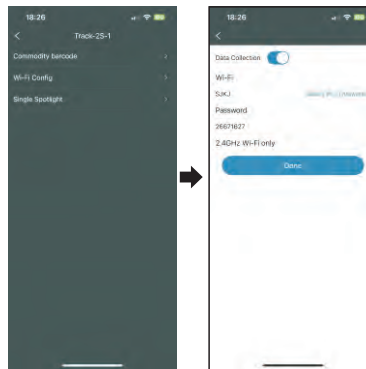 18:26
Track-2S-1
Commodity barcode
Wi-Fi Config
Single Spotlight
18:26
Data Collection
Wi-Fi
SJKJ
Password
26671627
2.4GHz Wi-Fi only
Done